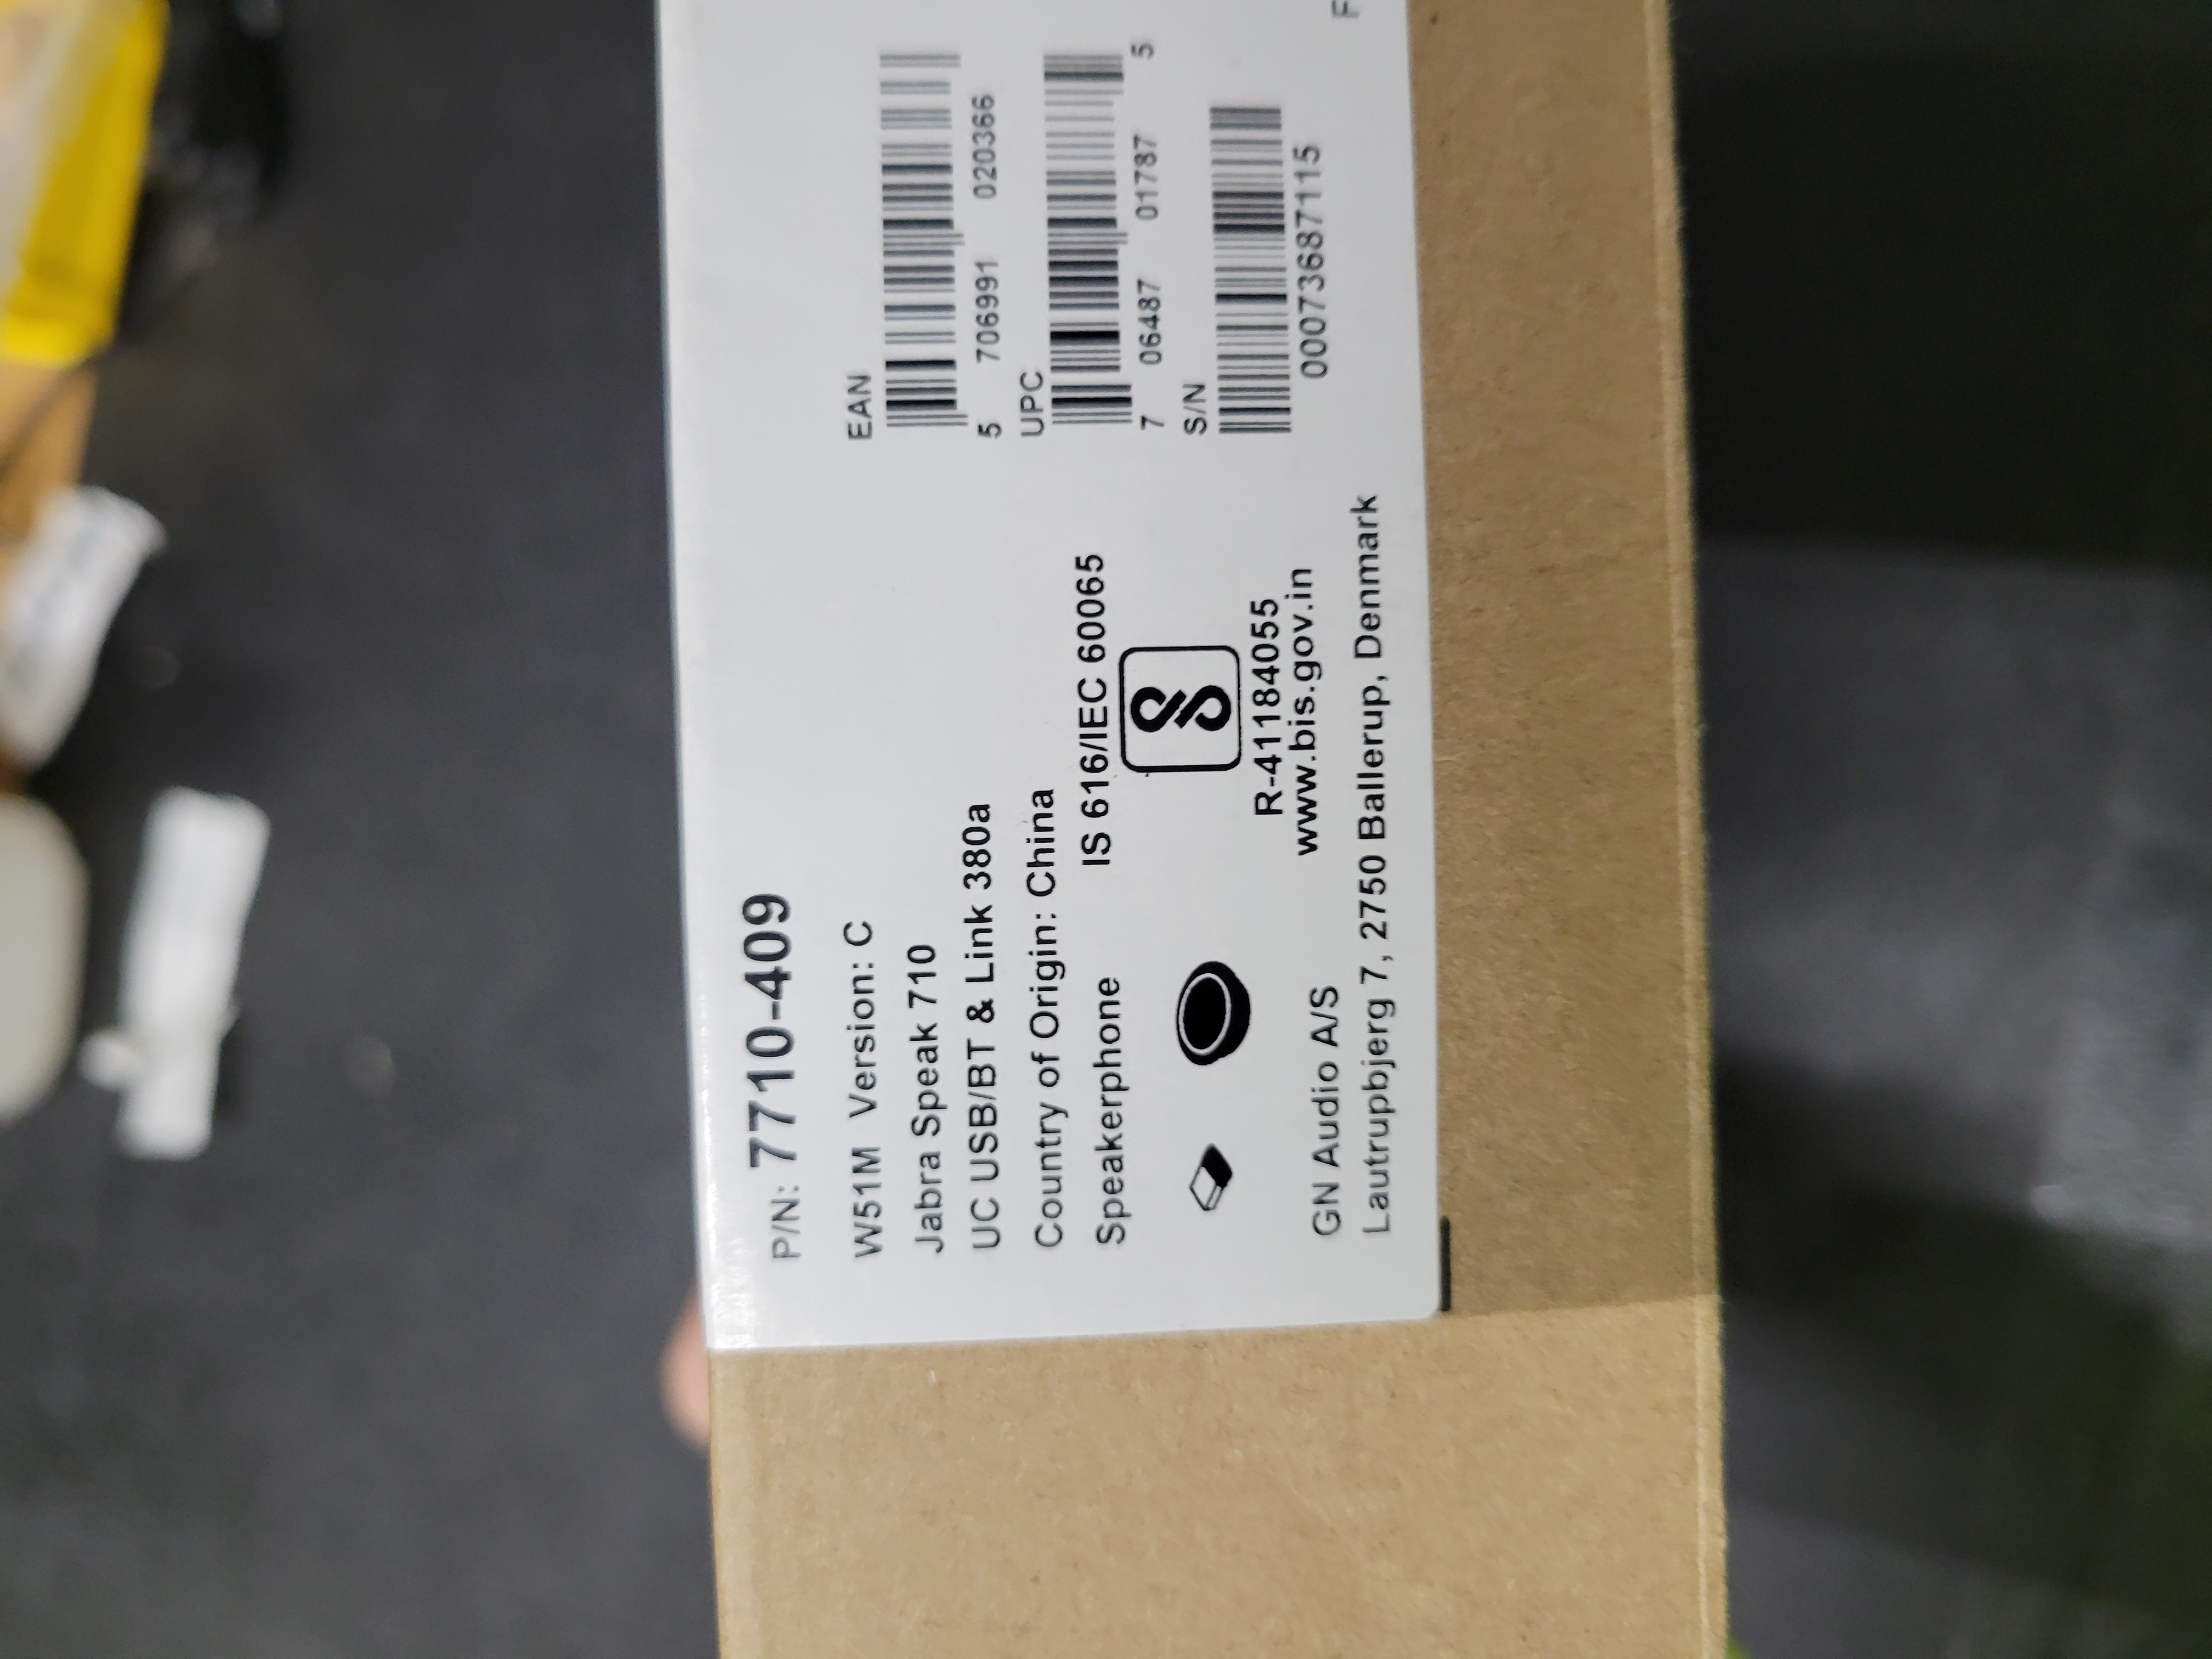 P/N: 7710-409
W51M Version: C
Jabra Speak 710
UC USB/BT & Link 380a
Country of Origin: China
Speakerphone
IS 616/IEC 60065
R-41184055
www.bis.gov.in
GN Audio A/S
Lautrupbjerg 7, 2750 Ballerup, Denmark
EAN
5 706991 020366
UPC
7 06487 01787 5
S/N
00073687115
F